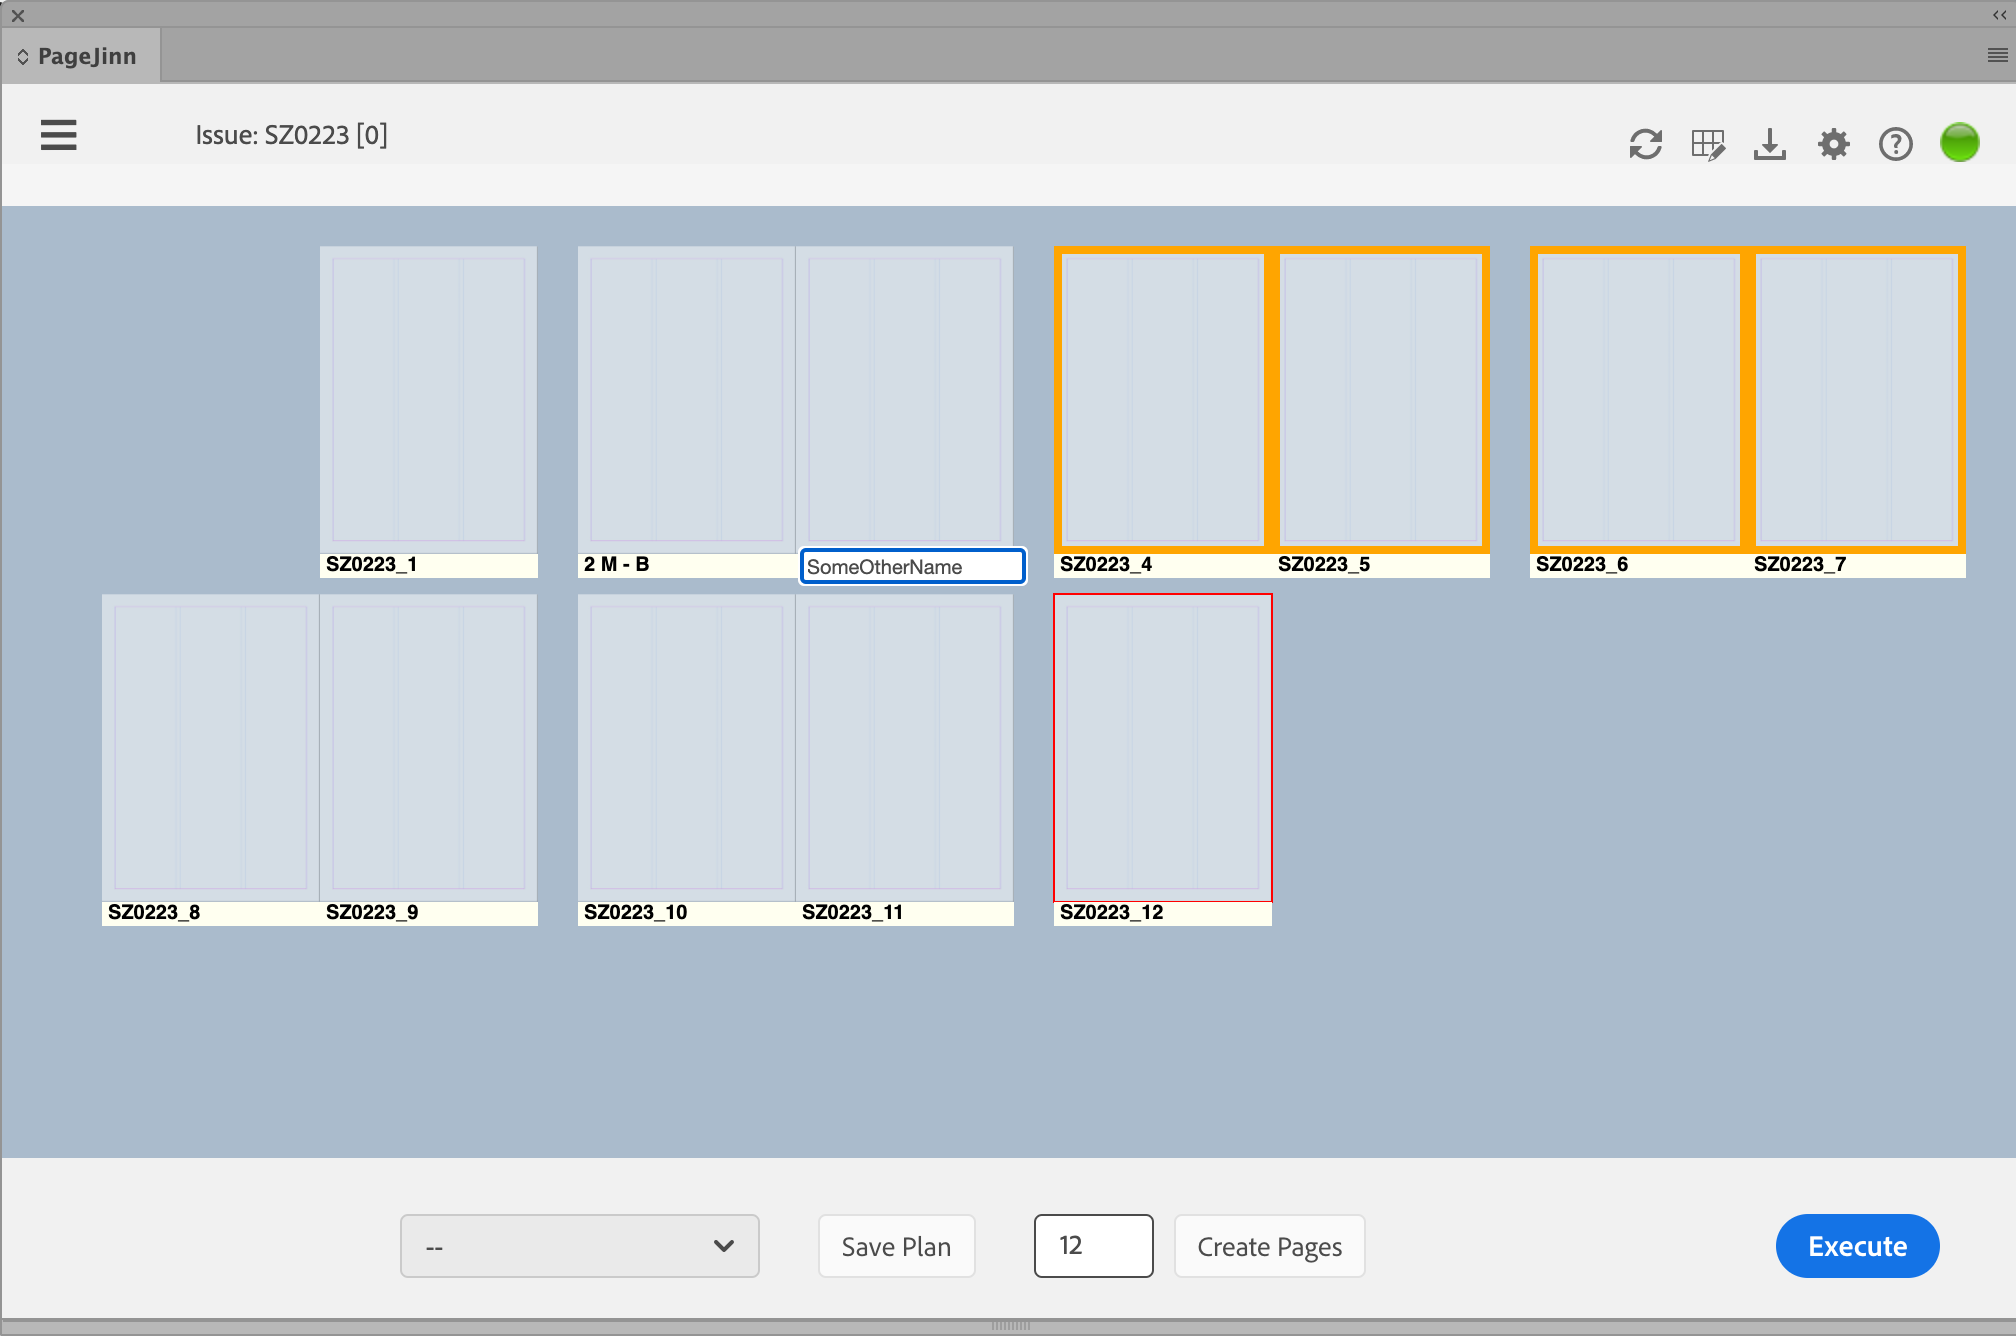 PageJinn
Issue: SZ0223 [0]
SZ0223_1
2 M - B
SomeOtherName
SZ0223_4
SZ0223_5
SZ0223_6
SZ0223_7
SZ0223_8
SZ0223_9
SZ0223_10
SZ0223_11
SZ0223_12
--
Save Plan
12
Create Pages
Execute